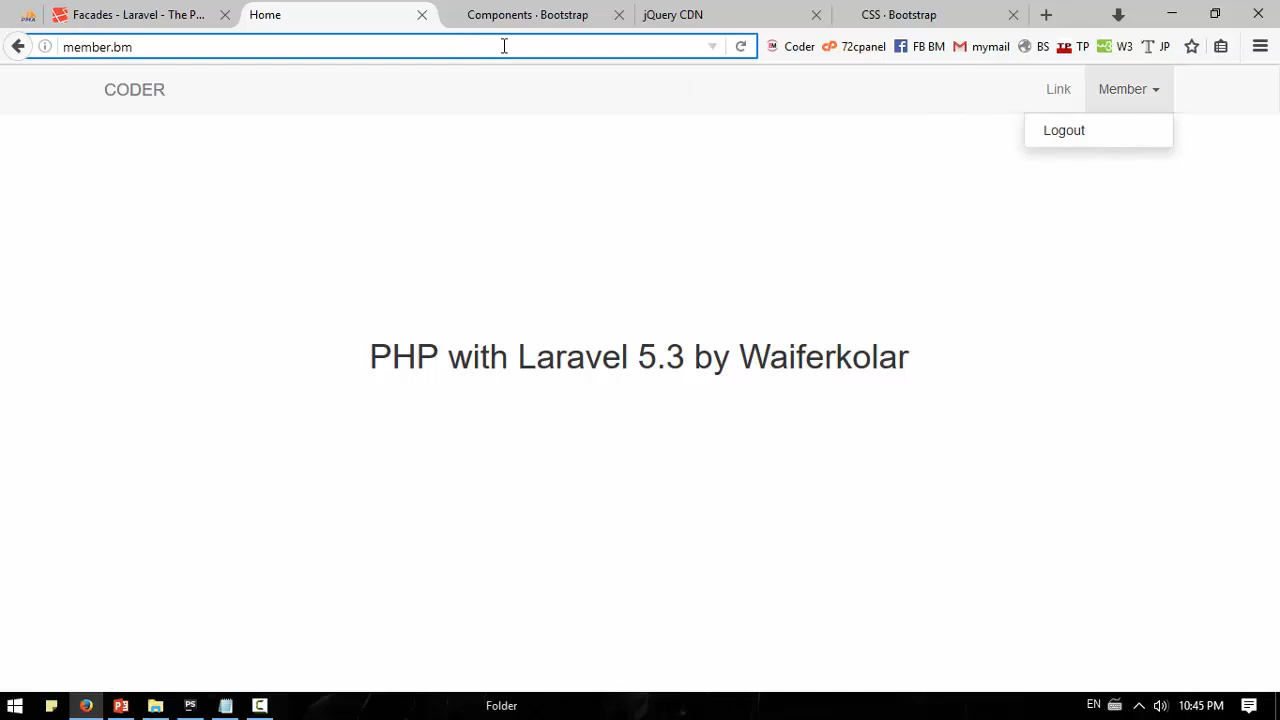 Facades - Laravel - The P...
Home
Components · Bootstrap
jQuery CDN
CSS · Bootstrap
member.bm
Coder
72cpanel
FB BM
mymail
BS
TP
W3
JP
CODER
Link
Member
Logout
PHP with Laravel 5.3 by Waiferkolar
Folder
EN
10:45 PM